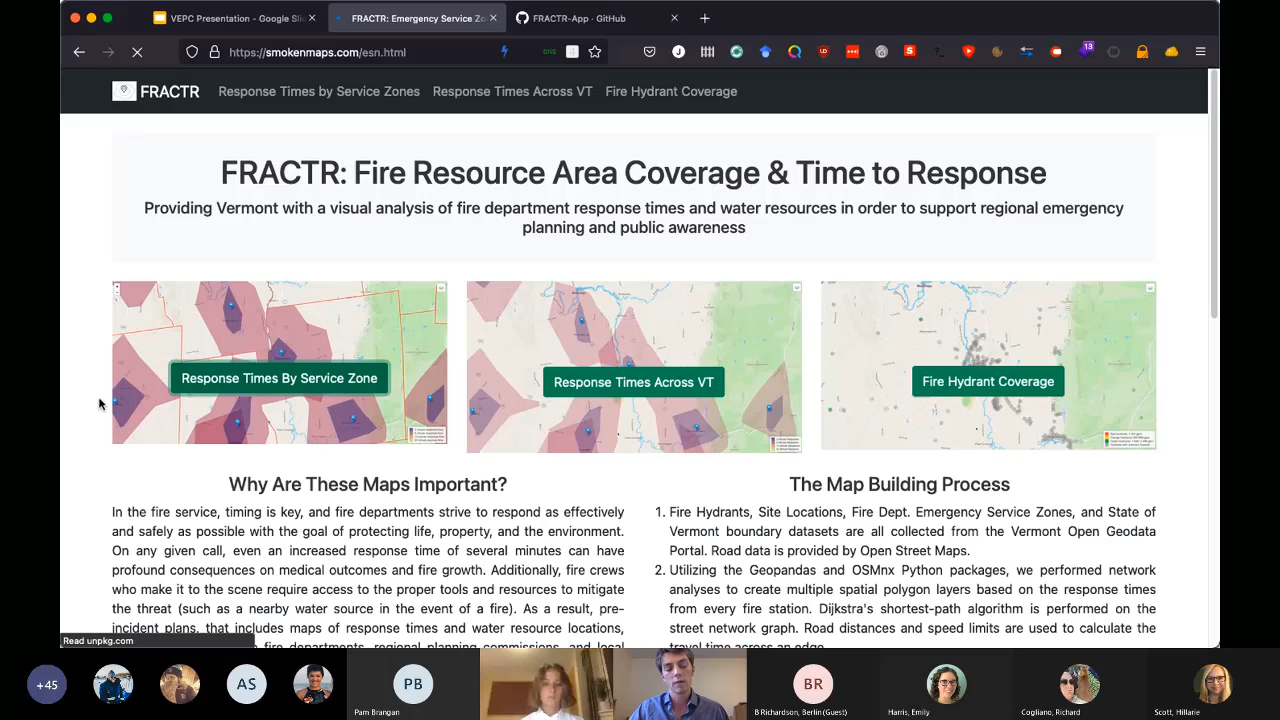 VEPC Presentation - Google Sli
FRACTR: Emergency Service Zo
FRACTR-App · GitHub
https://smokenmaps.com/esn.html
DNS
13
FRACTR
Response Times by Service Zones
Response Times Across VT
Fire Hydrant Coverage
FRACTR: Fire Resource Area Coverage & Time to Response
Providing Vermont with a visual analysis of fire department response times and water resources in order to support regional emergency
planning and public awareness
Response Times By Service Zone
Response Times Across VT
Fire Hydrant Coverage
Why Are These Maps Important?
In the fire service, timing is key, and fire departments strive to respond as effectively
and safely as possible with the goal of protecting life, property, and the environment.
On any given call, even an increased response time of several minutes can have
profound consequences on medical outcomes and fire growth. Additionally, fire crews
who make it to the scene require access to the proper tools and resources to mitigate
the threat (such as a nearby water source in the event of a fire). As a result, pre-
incident plans, that includes maps of response times and water resource locations,
fire departments, regional planning commissions, and local
The Map Building Process
1. Fire Hydrants, Site Locations, Fire Dept. Emergency Service Zones, and State of
Vermont boundary datasets are all collected from the Vermont Open Geodata
Portal. Road data is provided by Open Street Maps.
2. Utilizing the Geopandas and OSMnx Python packages, we performed network
analyses to create multiple spatial polygon layers based on the response times
from every fire station. Dijkstra's shortest-path algorithm is performed on the
street network graph. Road distances and speed limits are used to calculate the
travel time across an edge.
Read unpkg.com
+45
AS
PB
Pam Brangan
BR
B Richardson, Berlin(Guest)
Harris, Emily
Cogliano, Richard
Scott, Hillarie